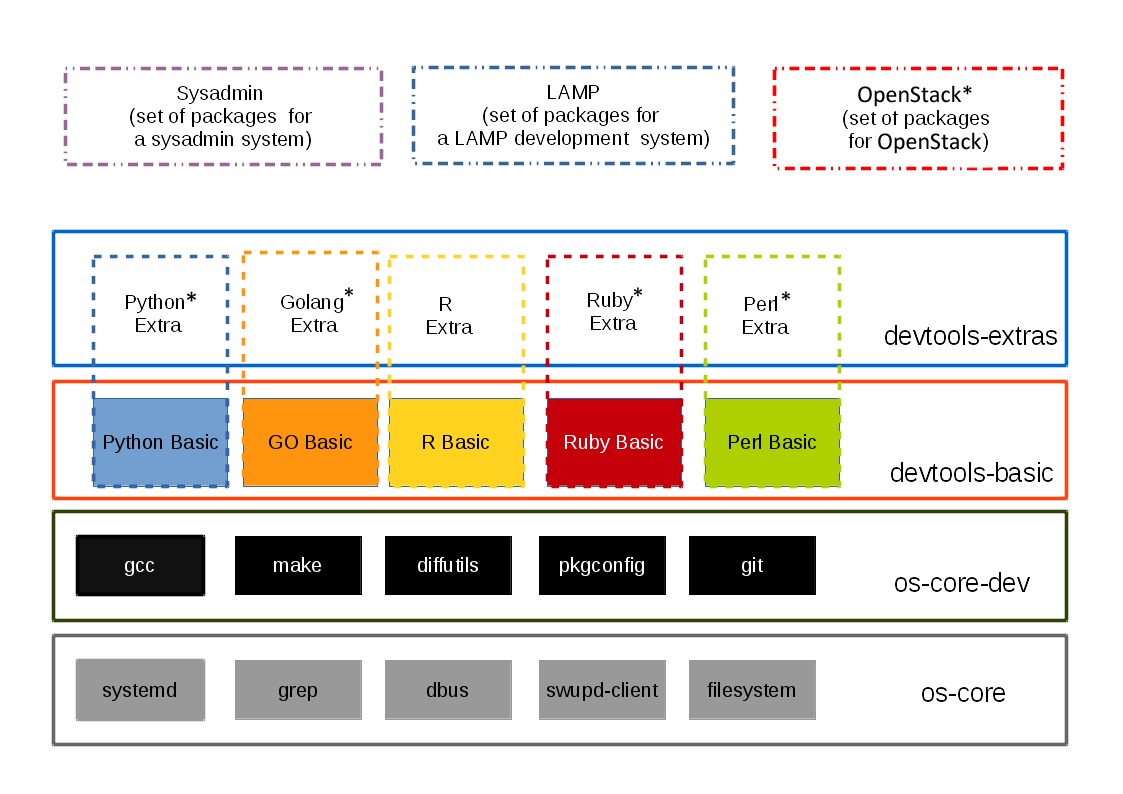 Sysadmin
(set of packages for
a sysadmin system)
LAMP
(set of packages for
a LAMP development system)
OpenStack*
(set of packages
for OpenStack)
Python*
Extra
Golang*
Extra
R
Extra
Ruby*
Extra
Perl*
Extra
devtools-extras
Python Basic
GO Basic
R Basic
Ruby Basic
Perl Basic
devtools-basic
gcc
make
diffutils
pkgconfig
git
os-core-dev
systemd
grep
dbus
swupd-client
filesystem
os-core